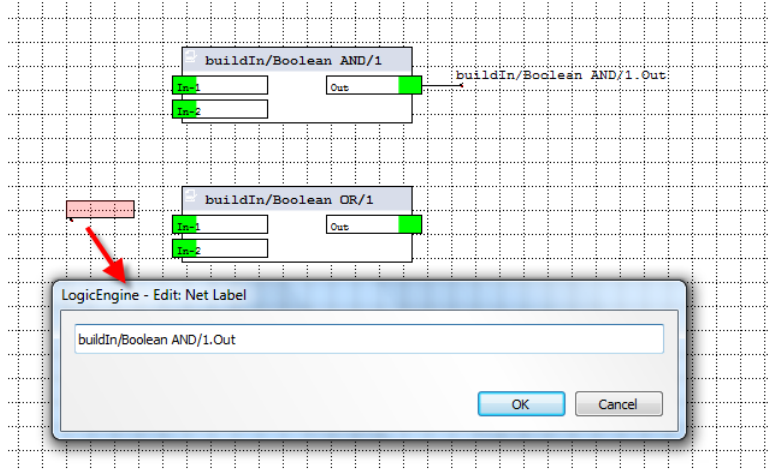 buildIn/Boolean AND/1
buildIn/Boolean AND/1.Out
In-1
Out
In-2
buildIn/Boolean OR/1
In-1
Out
In-2
LogicEngine - Edit: Net Label
buildIn/Boolean AND/1.Out
OK
Cancel